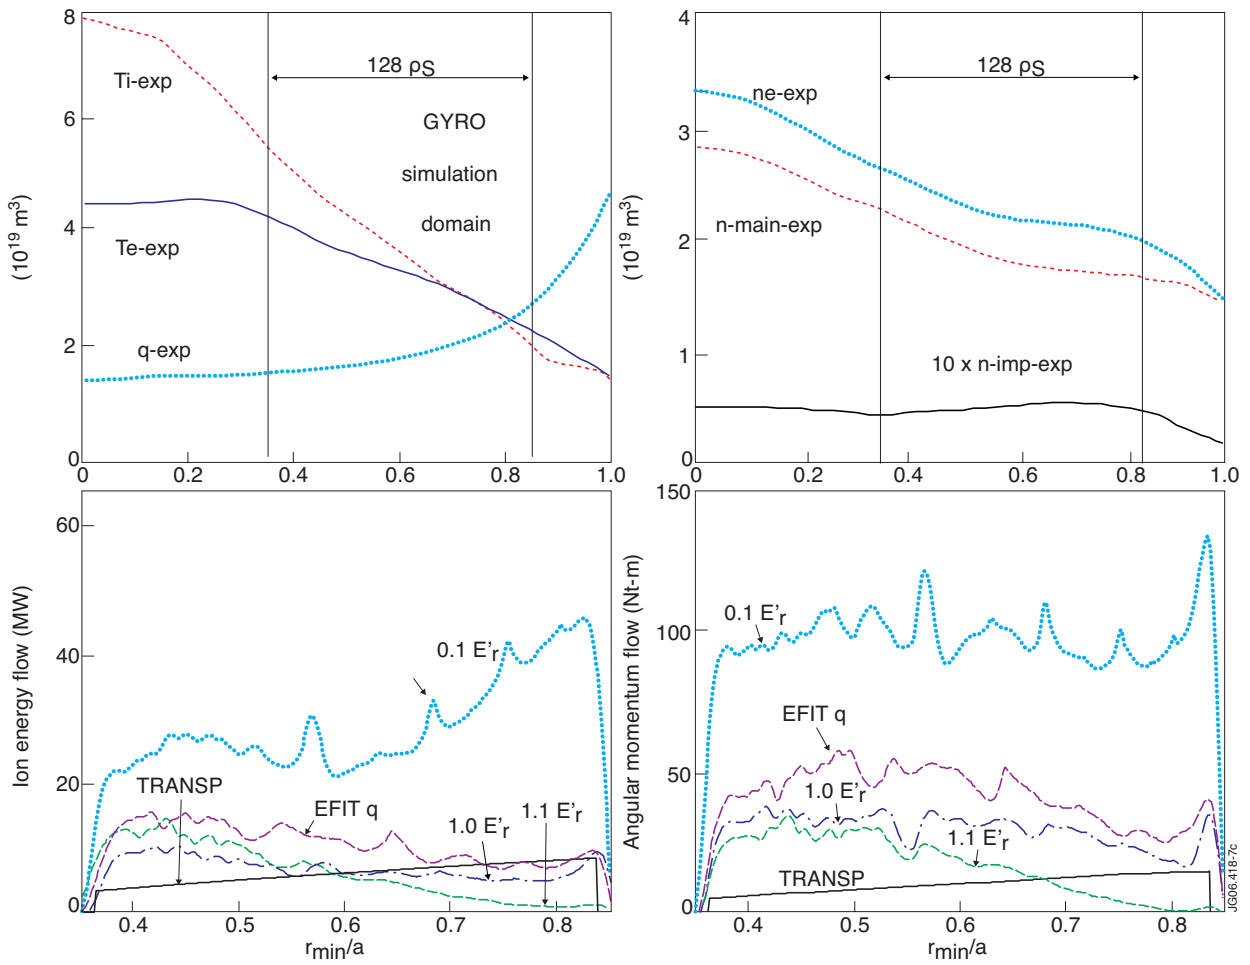 8
6
4
2
0
(10¹⁹ m³)
Ti-exp
Te-exp
q-exp
128 ρS
GYRO
simulation
domain
0
0.2
0.4
0.6
0.8
1.0
4
3
2
1
0
(10¹⁹ m³)
128 ρS
ne-exp
n-main-exp
10 x n-imp-exp
0
0.2
0.4
0.6
0.8
1.0
60
40
20
0
Ion energy flow (MW)
0.1 E'r
TRANSP
EFIT q
1.0 E'r
1.1 E'r
0.4
0.5
0.6
0.7
0.8
rmin/a
150
100
50
0
Angular momentum flow (Nt-m)
0.1 E'r
EFIT q
1.0 E'r
1.1 E'r
TRANSP
0.4
0.5
0.6
0.7
0.8
rmin/a
JG06.418-7c